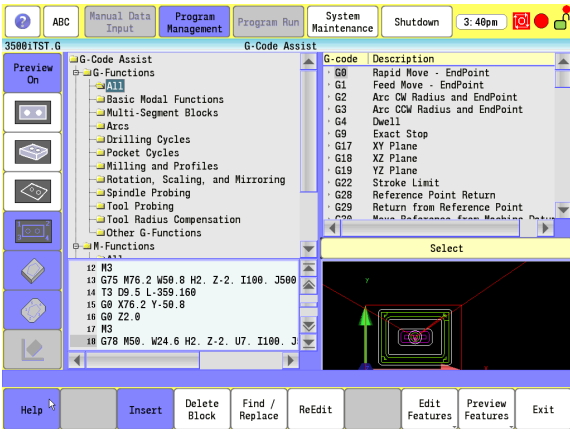 ?
ABC
Manual Data
Input
Program
Management
Program Run
System
Maintenance
Shutdown
3:40pm
3500iTST.G
G-Code Assist
Preview
On
G-Code Assist
G-Functions
All
Basic Modal Functions
Multi-Segment Blocks
Arcs
Drilling Cycles
Pocket Cycles
Milling and Profiles
Rotation, Scaling, and Mirroring
Spindle Probing
Tool Probing
Tool Radius Compensation
Other G-Functions
M-Functions
All
G-code Description
G0 Rapid Move - EndPoint
G1 Feed Move - EndPoint
G2 Arc CW Radius and EndPoint
G3 Arc CCW Radius and EndPoint
G4 Dwell
G9 Exact Stop
G17 XY Plane
G18 XZ Plane
G19 YZ Plane
G22 Stroke Limit
G28 Reference Point Return
G29 Return from Reference Point
Move Reference from Machine Datum
Select
12 M3
13 G75 M76.2 W50.8 H2. Z-2. I100. J500
14 T3 D9.5 L-359.160
15 G0 X76.2 Y-50.8
16 G0 Z2.0
17 M3
18 G78 M50. W24.6 H2. Z-2. U7. I100. J
y
Help
Insert
Delete
Block
Find /
Replace
ReEdit
Edit
Features
Preview
Features
Exit